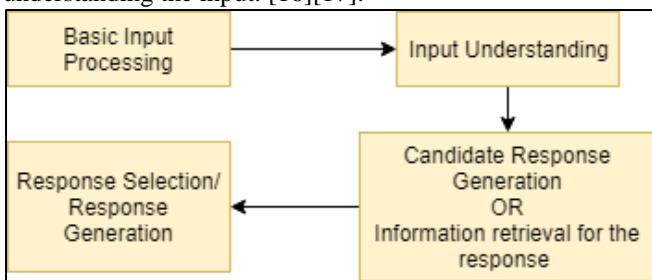 understanding the input. [16][17].
Basic Input
Processing
Input Understanding
Candidate Response
Generation
OR
Information retrieval for the
response
Response Selection/
Response
Generation